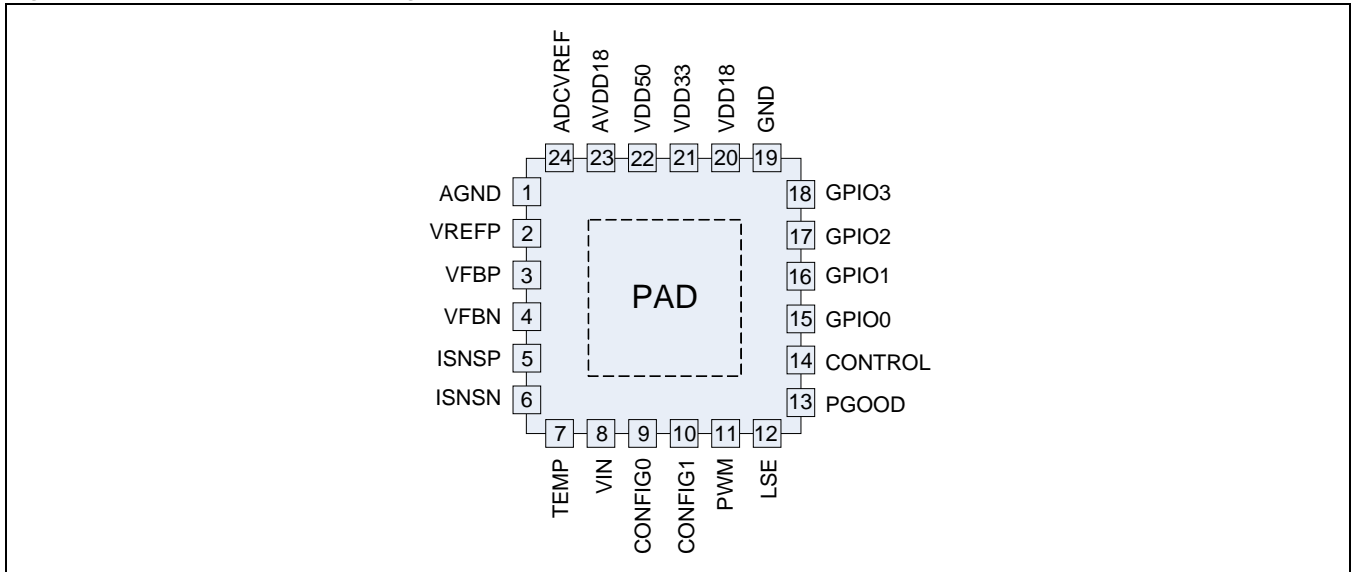 ADCVREF
AVDD18
VDD50
VDD33
VDD18
GND
24 23 22 21 20 19
AGND 1
VREFP 2
VFBP 3
VFBN 4
ISNSP 5
ISNSN 6
PAD
18 GPIO3
17 GPIO2
16 GPIO1
15 GPIO0
14 CONTROL
13 PGOOD
7 8 9 10 11 12
TEMP
VIN
CONFIG0
CONFIG1
PWM
LSE